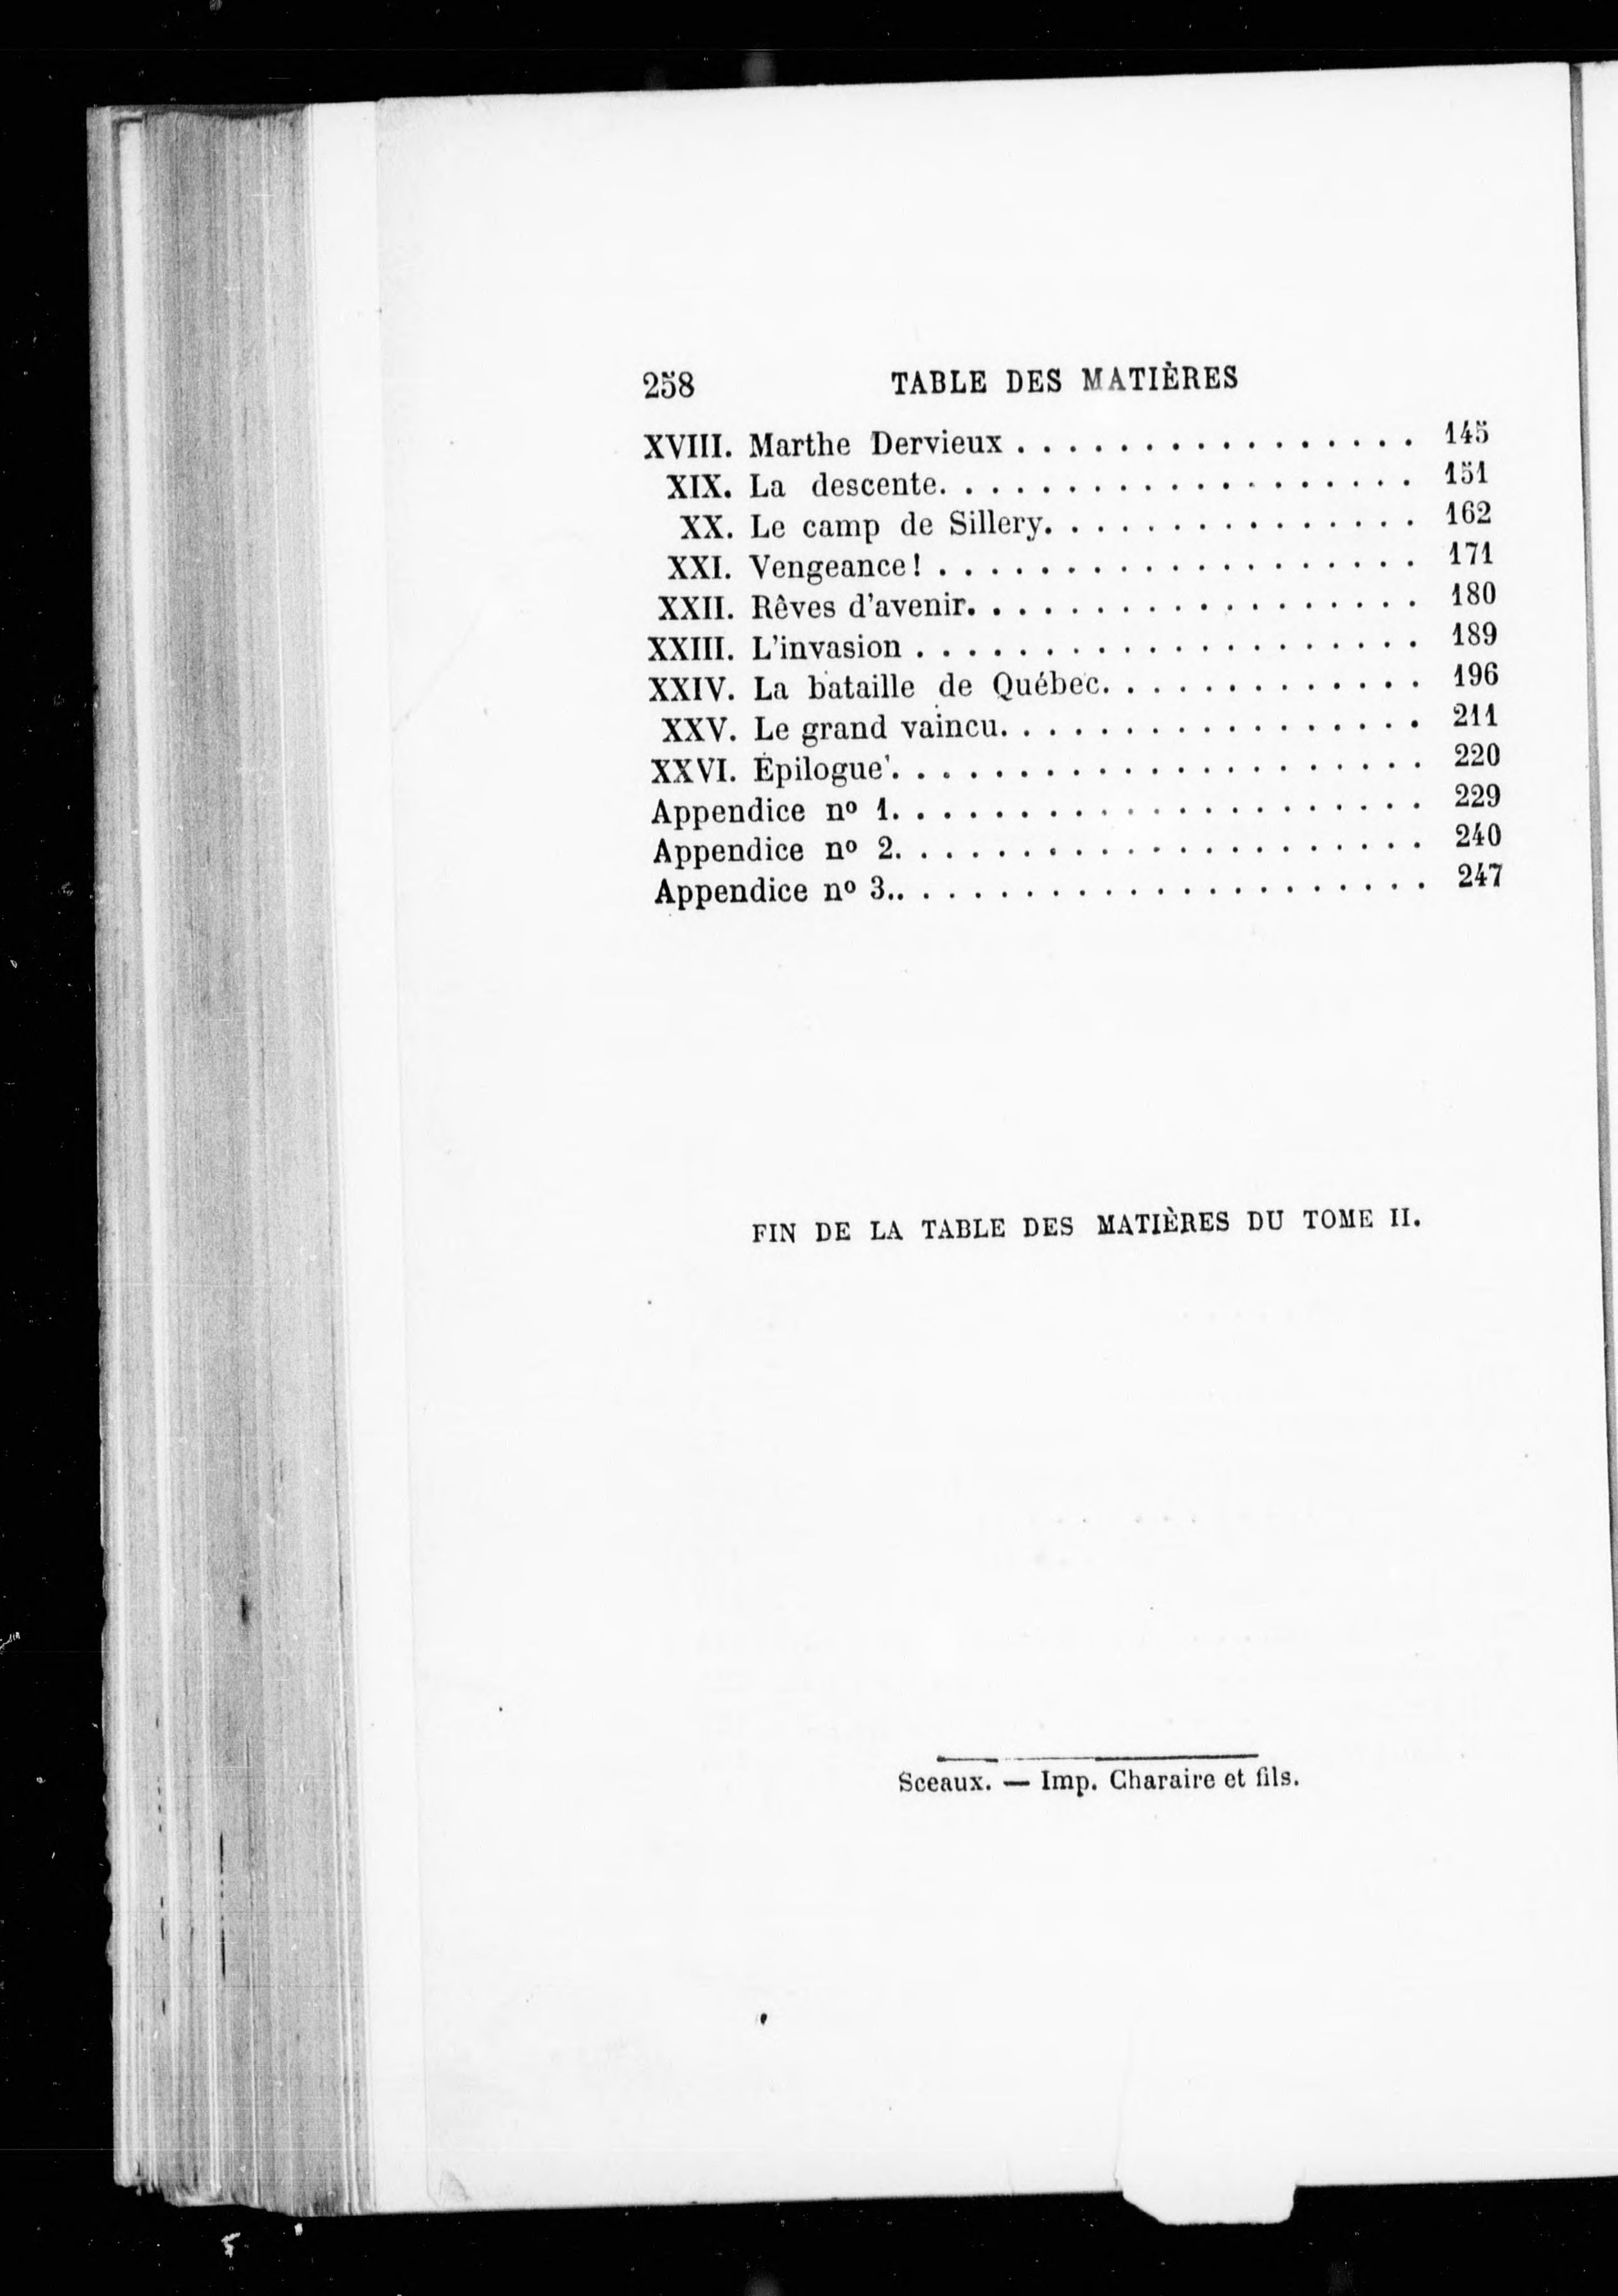 258 TABLE DES MATIÈRES
XVIII. Marthe Dervieux . . . . . . . . . . . . . . . . 145
XIX. La descente. . . . . . . . . . . . . . . . . . . 151
XX. Le camp de Sillery. . . . . . . . . . . . . . . 162
XXI. Vengeance! . . . . . . . . . . . . . . . . . . . 171
XXII. Rêves d'avenir. . . . . . . . . . . . . . . . . . 180
XXIII. L'invasion . . . . . . . . . . . . . . . . . . . . 189
XXIV. La bataille de Québec. . . . . . . . . . . . . 196
XXV. Le grand vaincu. . . . . . . . . . . . . . . . . 211
XXVI. Épilogue. . . . . . . . . . . . . . . . . . . . . 220
Appendice nº 1. . . . . . . . . . . . . . . . . . . . . 229
Appendice nº 2. . . . . . . . . . . . . . . . . . . . . 240
Appendice nº 3.. . . . . . . . . . . . . . . . . . . . . 247
FIN DE LA TABLE DES MATIÈRES DU TOME II.
Sceaux. — Imp. Charaire et fils.